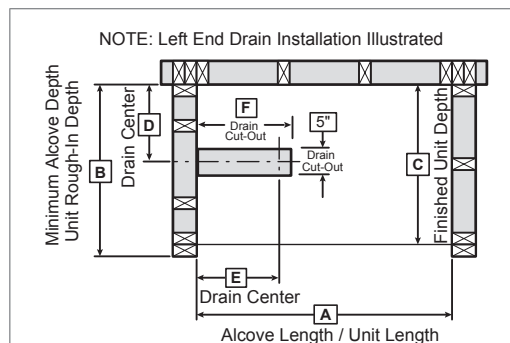 NOTE: Left End Drain Installation Illustrated
Minimum Alcove Depth
Unit Rough-In Depth
B
Drain Center
D
F
Drain
Cut-Out
5"
Drain
Cut-Out
C
Finished Unit Depth
E
Drain Center
A
Alcove Length / Unit Length